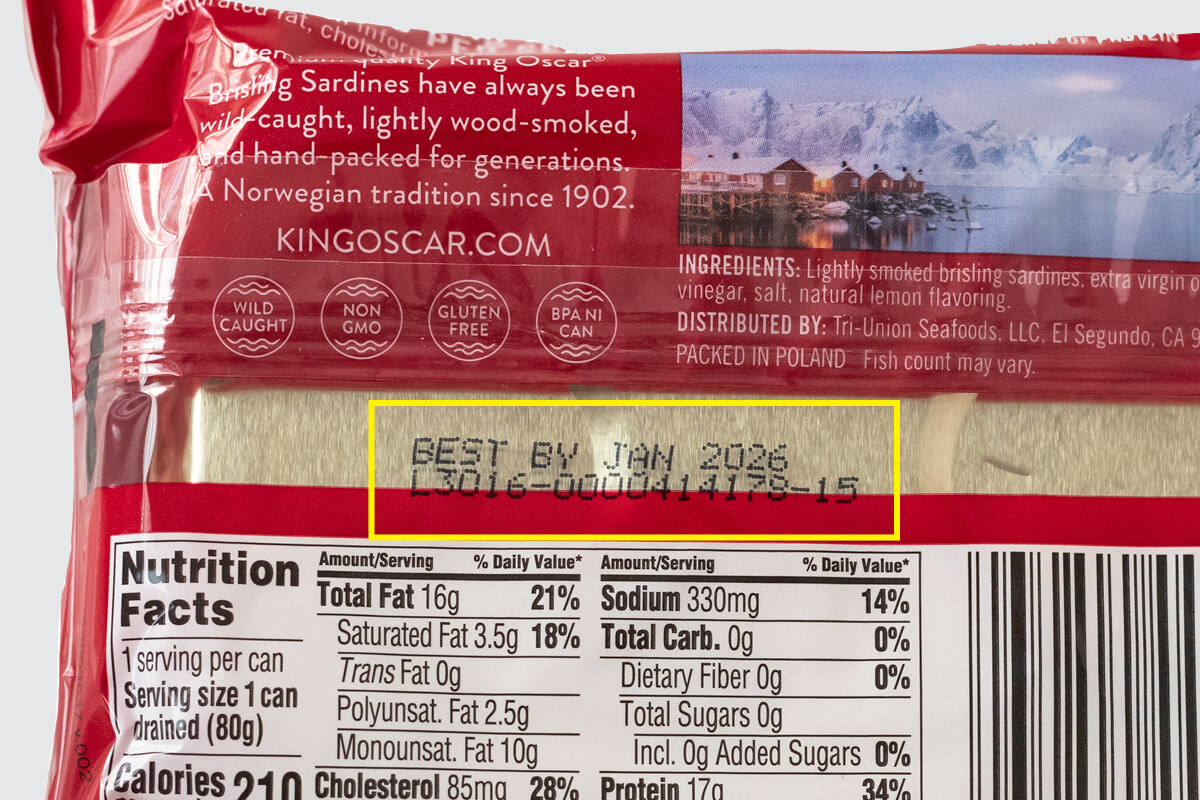 Saturated fat,
Premium quality King Oscar®
Brisling Sardines have always been
wild-caught, lightly wood-smoked,
and hand-packed for generations.
A Norwegian tradition since 1902.
KINGOSCAR.COM
WILD
CAUGHT
NON
GMO
GLUTEN
FREE
BPA NI
CAN
INGREDIENTS: Lightly smoked brisling sardines, extra virgin
vinegar, salt, natural lemon flavoring.
DISTRIBUTED BY: Tri-Union Seafoods, LLC, El Segundo, CA 9
PACKED IN POLAND Fish count may vary.
BEST BY JAN 2026
L3016-0000414178-15
Nutrition
Facts
1 serving per can
Serving size 1 can
drained (80g)
Calories 210
Amount/Serving % Daily Value*
Total Fat 16g 21%
Saturated Fat 3.5g 18%
Trans Fat 0g
Polyunsat. Fat 2.5g
Monounsat. Fat 10g
Cholesterol 85mg 28%
Amount/Serving % Daily Value*
Sodium 330mg 14%
Total Carb. 0g 0%
Dietary Fiber 0g 0%
Total Sugars 0g
Incl. 0g Added Sugars 0%
Protein 17g 34%